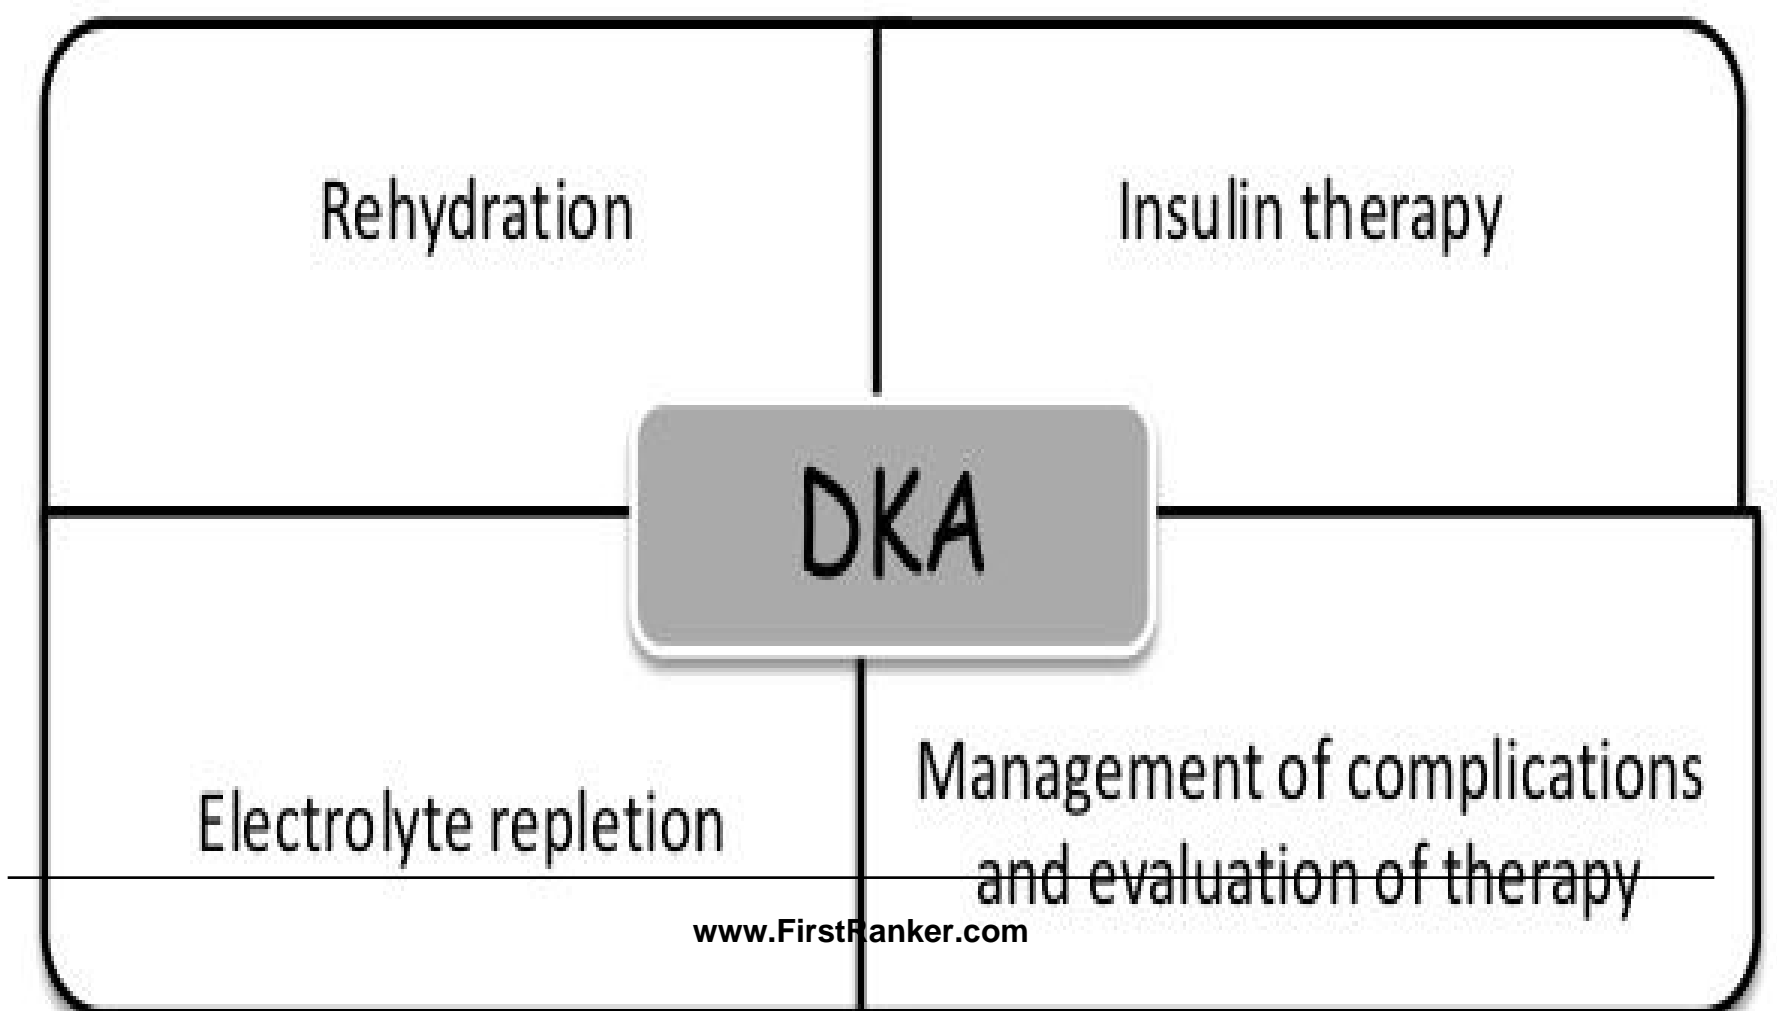 Rehydration
Insulin therapy
DKA
Electrolyte repletion
Management of complications
and evaluation of therapy
www.FirstRanker.com